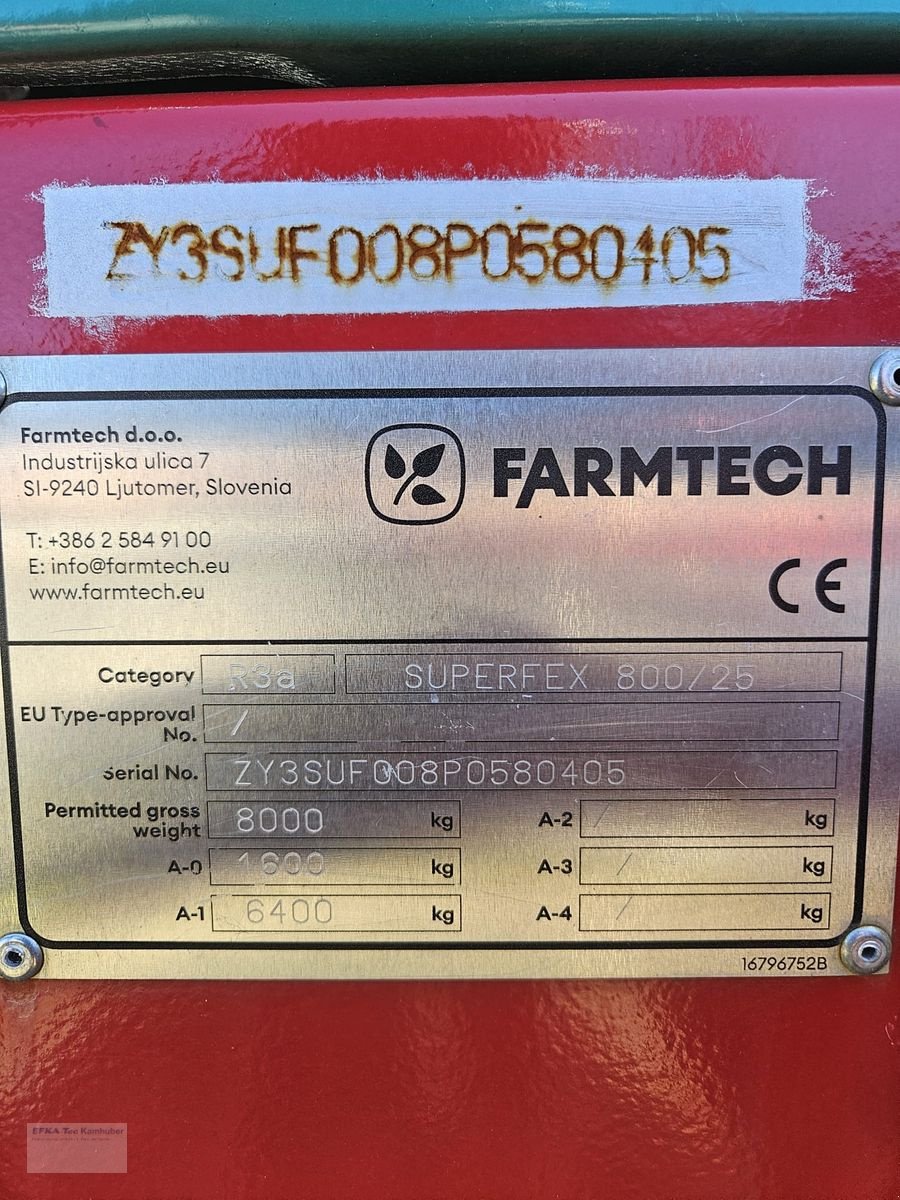 ZY3SUF008P0580405
Farmtech d.o.o.
Industrijska ulica 7
SI-9240 Ljutomer, Slovenia
T: +386 2 584 91 00
E: info@farmtech.eu
www.farmtech.eu
FARMTECH
CE
Category R3a SUPERFEX 800/25
EU Type-approval /
No.
Serial No. ZY3SUF008P0580405
Permitted gross
weight 8000 kg A-2 / kg
A-0 1600 kg A-3 / kg
A-1 6400 kg A-4 / kg
16796752B
EFKA Tec Kamhuber